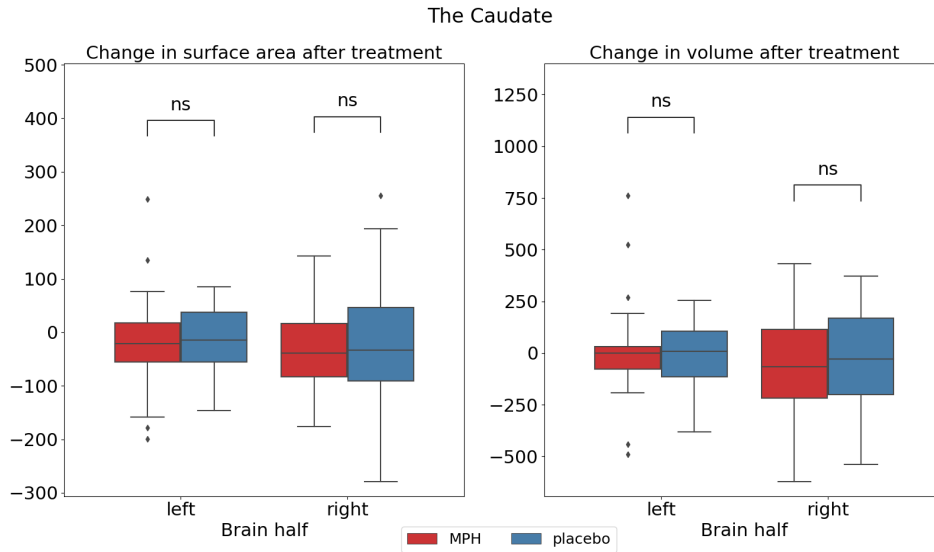 The Caudate
Change in surface area after treatment
500
400
300
200
100
0
−100
−200
−300
ns
ns
left
right
Brain half
Change in volume after treatment
1250
1000
750
500
250
0
−250
−500
ns
ns
left
right
Brain half
MPH
placebo